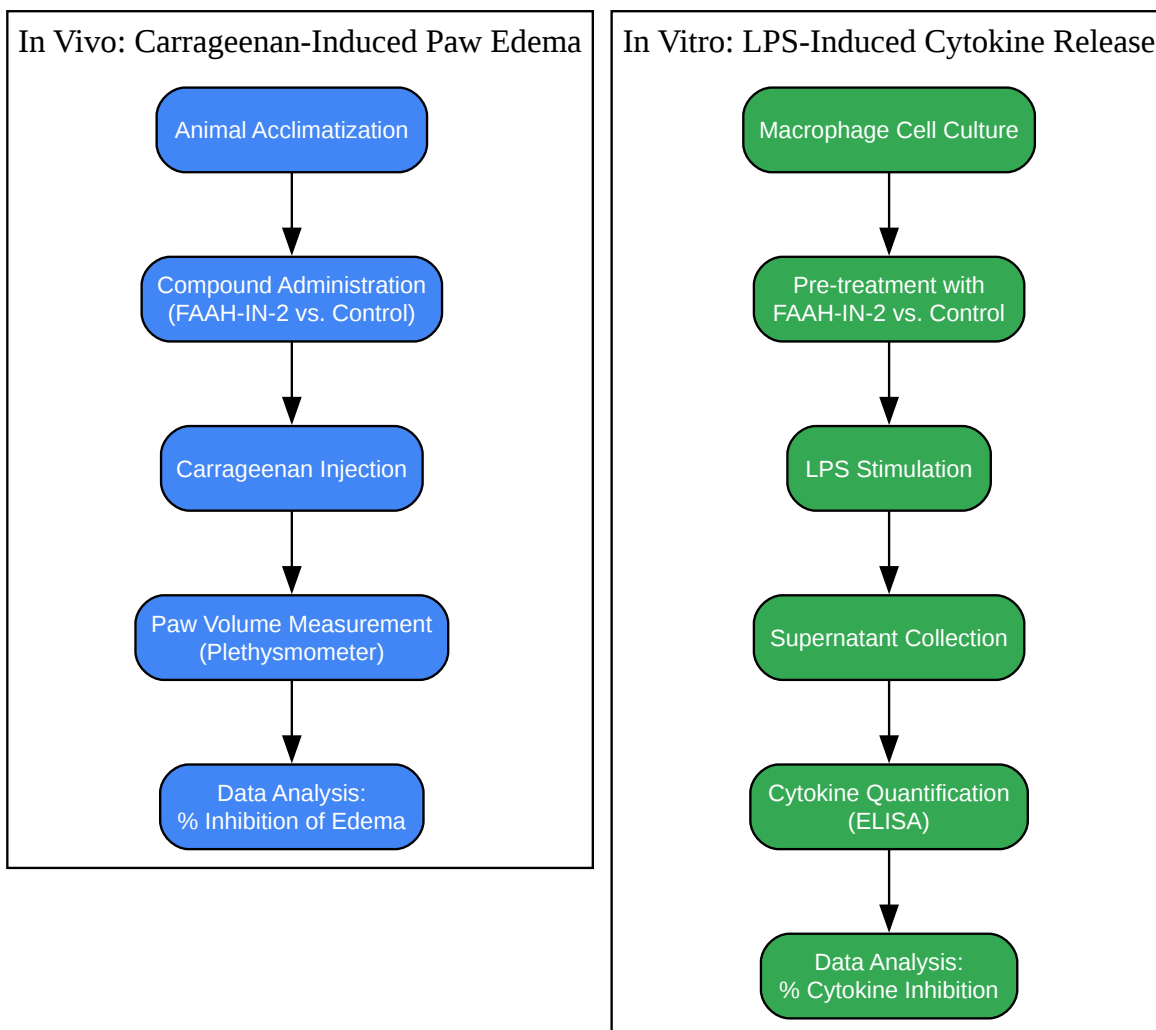 In Vivo: Carrageenan-Induced Paw Edema
Animal Acclimatization
Compound Administration
(FAAH-IN-2 vs. Control)
Carrageenan Injection
Paw Volume Measurement
(Plethysmometer)
Data Analysis:
% Inhibition of Edema
In Vitro: LPS-Induced Cytokine Release
Macrophage Cell Culture
Pre-treatment with
FAAH-IN-2 vs. Control
LPS Stimulation
Supernatant Collection
Cytokine Quantification
(ELISA)
Data Analysis:
% Cytokine Inhibition